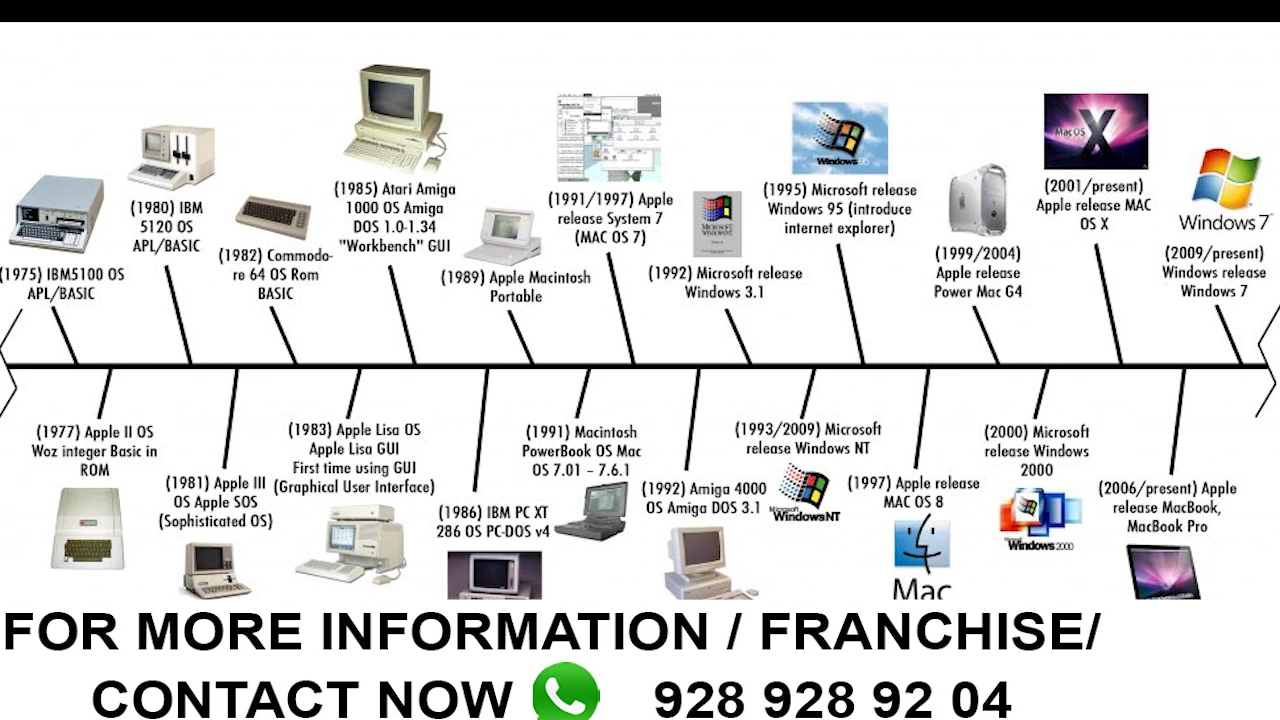 (1975) IBM5100 OS
APL/BASIC
(1980) IBM
5120 OS
APL/BASIC
(1982) Commodo-
re 64 OS Rom
BASIC
(1985) Atari Amiga
1000 OS Amiga
DOS 1.0-1.34
"Workbench" GUI
(1989) Apple Macintosh
Portable
(1991/1997) Apple
release System 7
(MAC OS 7)
MICROSOFT
WINDOWS
(1992) Microsoft release
Windows 3.1
Windows 95
(1995) Microsoft release
Windows 95 (introduce
internet explorer)
(1999/2004)
Apple release
Power Mac G4
Mac OS X
(2001/present)
Apple release MAC
OS X
Windows 7
(2009/present)
Windows release
Windows 7
(1977) Apple II OS
Woz integer Basic in
ROM
(1981) Apple III
OS Apple SOS
(Sophisticated OS)
(1983) Apple Lisa OS
Apple Lisa GUI
First time using GUI
(Graphical User Interface)
(1986) IBM PC XT
286 OS PC-DOS v4
(1991) Macintosh
PowerBook OS Mac
OS 7.01 – 7.6.1
(1992) Amiga 4000
OS Amiga DOS 3.1
(1993/2009) Microsoft
release Windows NT
Microsoft
Windows NT
(1997) Apple release
MAC OS 8
Mac
(2000) Microsoft
release Windows
2000
Microsoft
Windows 2000
(2006/present) Apple
release MacBook,
MacBook Pro
FOR MORE INFORMATION / FRANCHISE/
CONTACT NOW 928 928 92 04